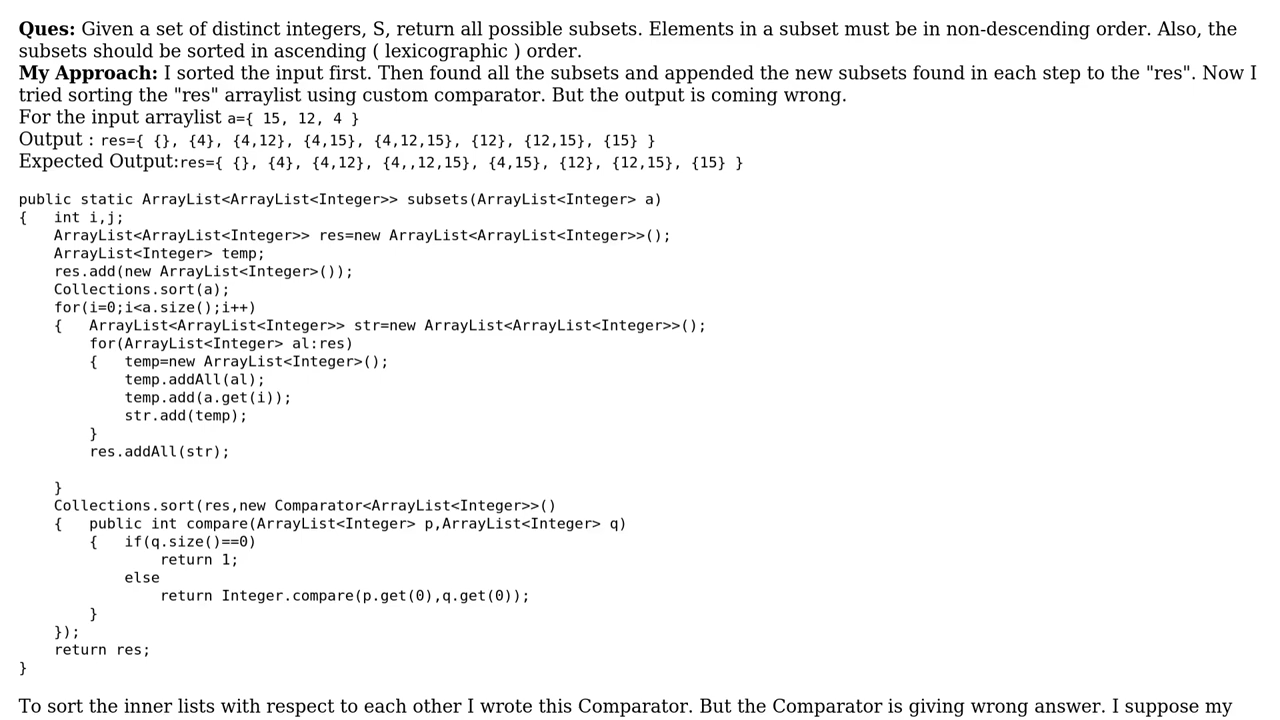 Ques: Given a set of distinct integers, S, return all possible subsets. Elements in a subset must be in non-descending order. Also, the
subsets should be sorted in ascending ( lexicographic ) order.
My Approach: I sorted the input first. Then found all the subsets and appended the new subsets found in each step to the "res". Now I
tried sorting the "res" arraylist using custom comparator. But the output is coming wrong.
For the input arraylist a={ 15, 12, 4 }
Output : res={ {}, {4}, {4,12}, {4,15}, {4,12,15}, {12}, {12,15}, {15} }
Expected Output:res={ {}, {4}, {4,12}, {4,,12,15}, {4,15}, {12}, {12,15}, {15} }
public static ArrayList<ArrayList<Integer>> subsets(ArrayList<Integer> a)
{   int i,j;
    ArrayList<ArrayList<Integer>> res=new ArrayList<ArrayList<Integer>>();
    ArrayList<Integer> temp;
    res.add(new ArrayList<Integer>());
    Collections.sort(a);
    for(i=0;i<a.size();i++)
    {   ArrayList<ArrayList<Integer>> str=new ArrayList<ArrayList<Integer>>();
        for(ArrayList<Integer> al:res)
        {   temp=new ArrayList<Integer>();
            temp.addAll(al);
            temp.add(a.get(i));
            str.add(temp);
        }
        res.addAll(str);
    }
    Collections.sort(res,new Comparator<ArrayList<Integer>>()
    {   public int compare(ArrayList<Integer> p,ArrayList<Integer> q)
        {   if(q.size()==0)
                return 1;
            else
                return Integer.compare(p.get(0),q.get(0));
        }
    });
    return res;
}
To sort the inner lists with respect to each other I wrote this Comparator. But the Comparator is giving wrong answer. I suppose my